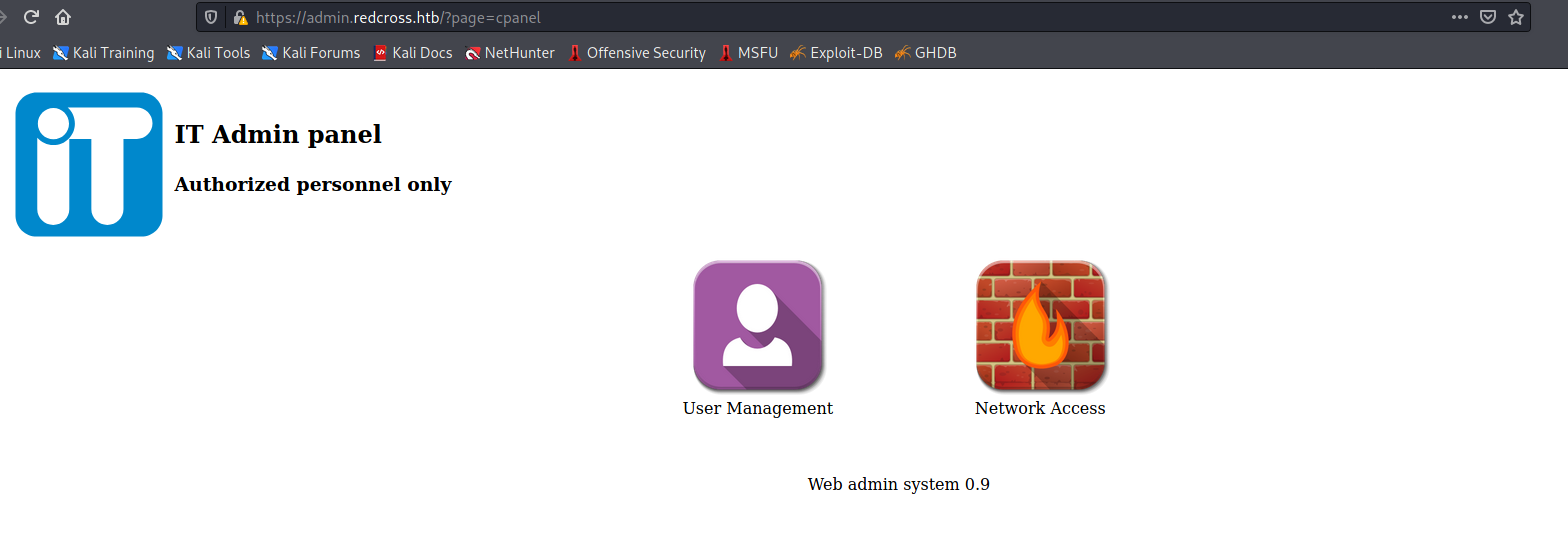 https://admin.redcross.htb/?page=cpanel
i Linux Kali Training Kali Tools Kali Forums Kali Docs NetHunter Offensive Security MSFU Exploit-DB GHDB
iT
IT Admin panel
Authorized personnel only
User Management Network Access
Web admin system 0.9